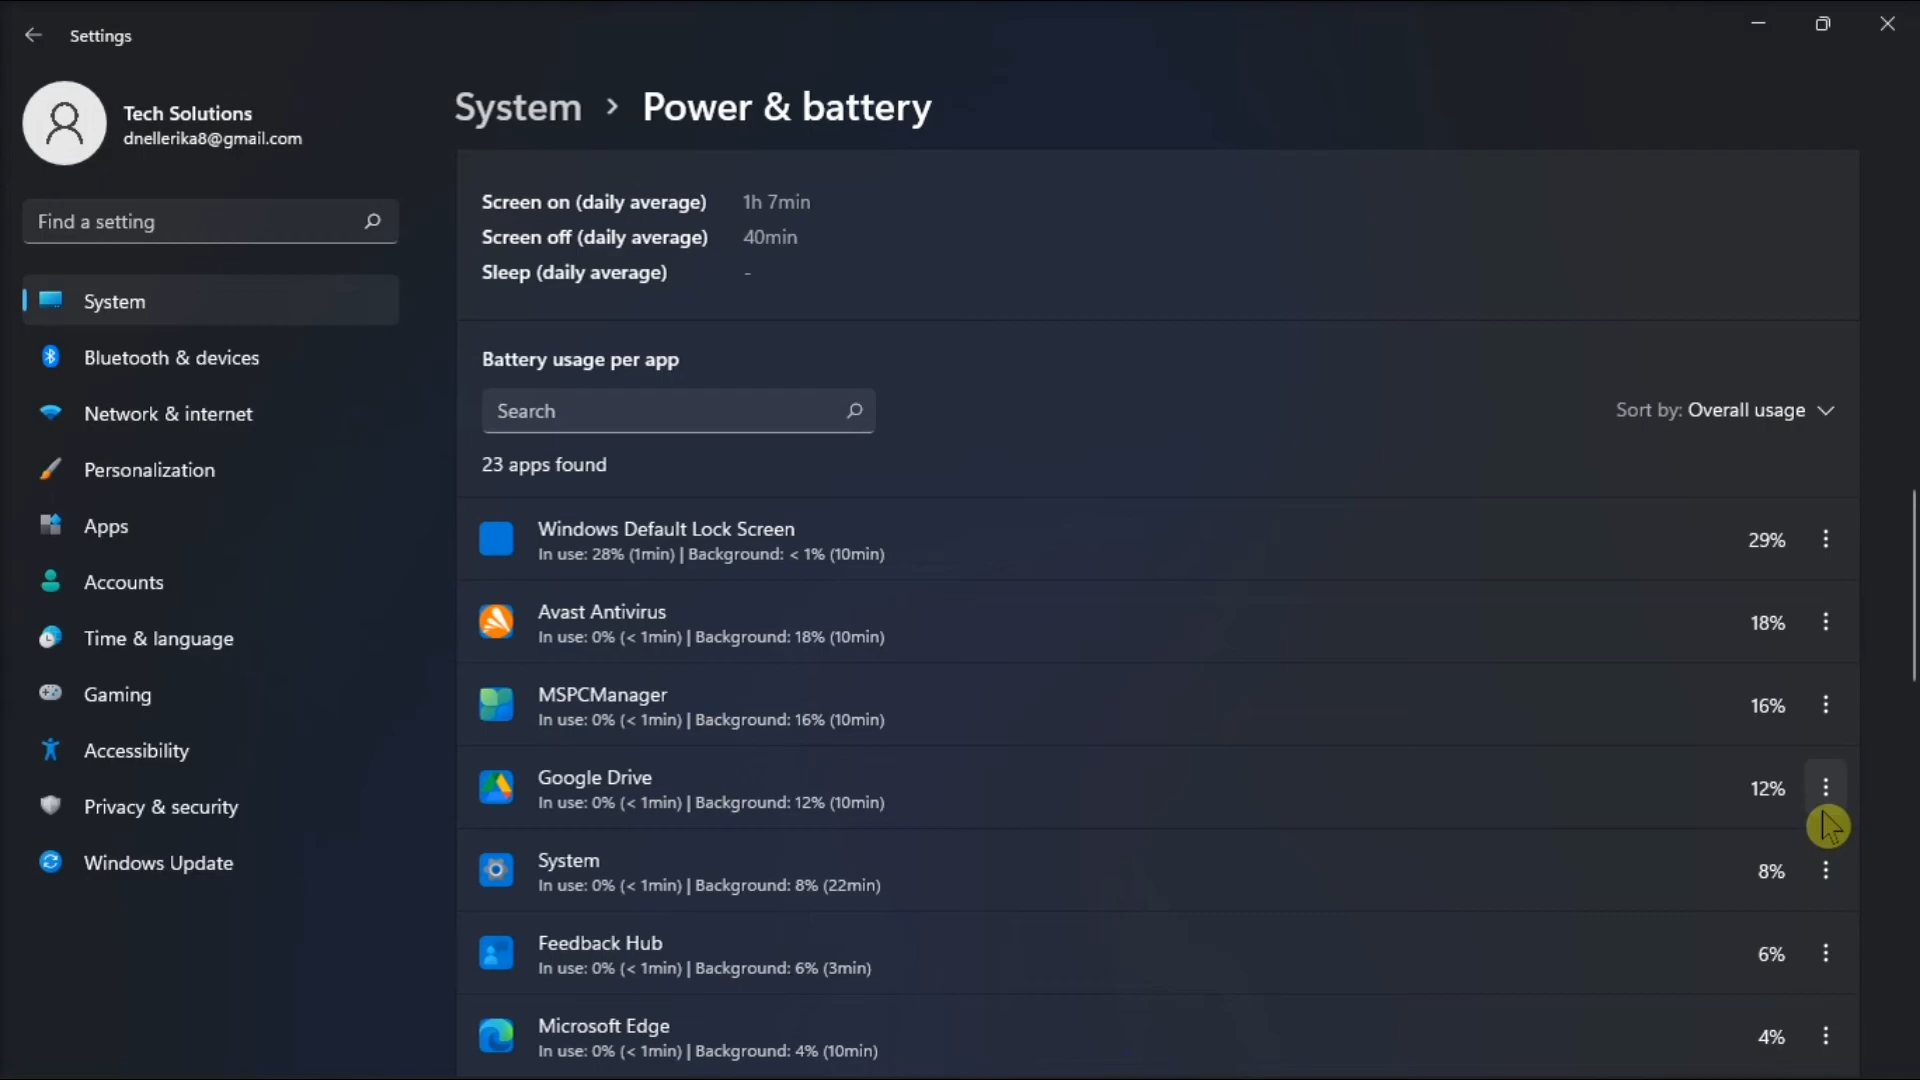 Settings
Tech Solutions
dnellerika8@gmail.com
Find a setting
System
Bluetooth & devices
Network & internet
Personalization
Apps
Accounts
Time & language
Gaming
Accessibility
Privacy & security
Windows Update
System > Power & battery
Screen on (daily average) 1h 7min
Screen off (daily average) 40min
Sleep (daily average) -
Battery usage per app
Search
Sort by: Overall usage
23 apps found
Windows Default Lock Screen
In use: 28% (1min) | Background: < 1% (10min)
29%
Avast Antivirus
In use: 0% (< 1min) | Background: 18% (10min)
18%
MSPCManager
In use: 0% (< 1min) | Background: 16% (10min)
16%
Google Drive
In use: 0% (< 1min) | Background: 12% (10min)
12%
System
In use: 0% (< 1min) | Background: 8% (22min)
8%
Feedback Hub
In use: 0% (< 1min) | Background: 6% (3min)
6%
Microsoft Edge
In use: 0% (< 1min) | Background: 4% (10min)
4%